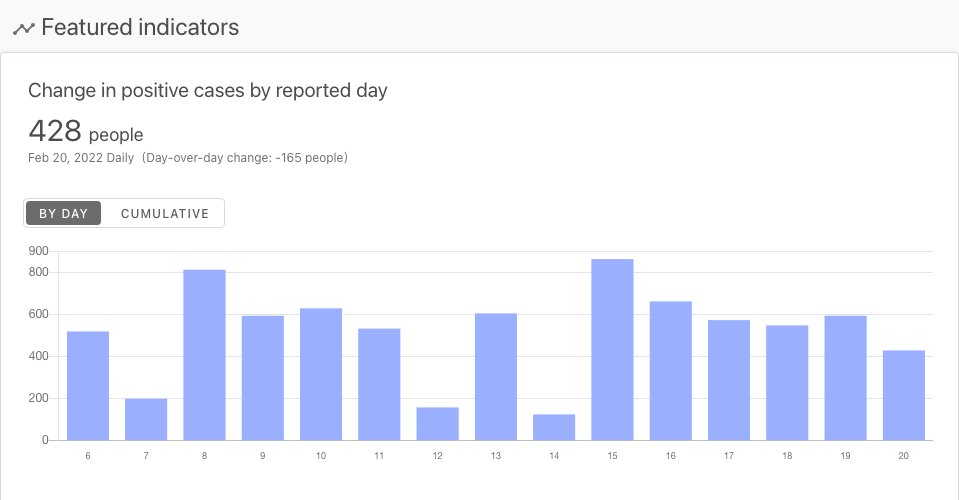 Featured indicators
Change in positive cases by reported day
428 people
Feb 20, 2022 Daily (Day-over-day change: -165 people)
BY DAY CUMULATIVE
900
800
600
400
200
0
6 7 8 9 10 11 12 13 14 15 16 17 18 19 20